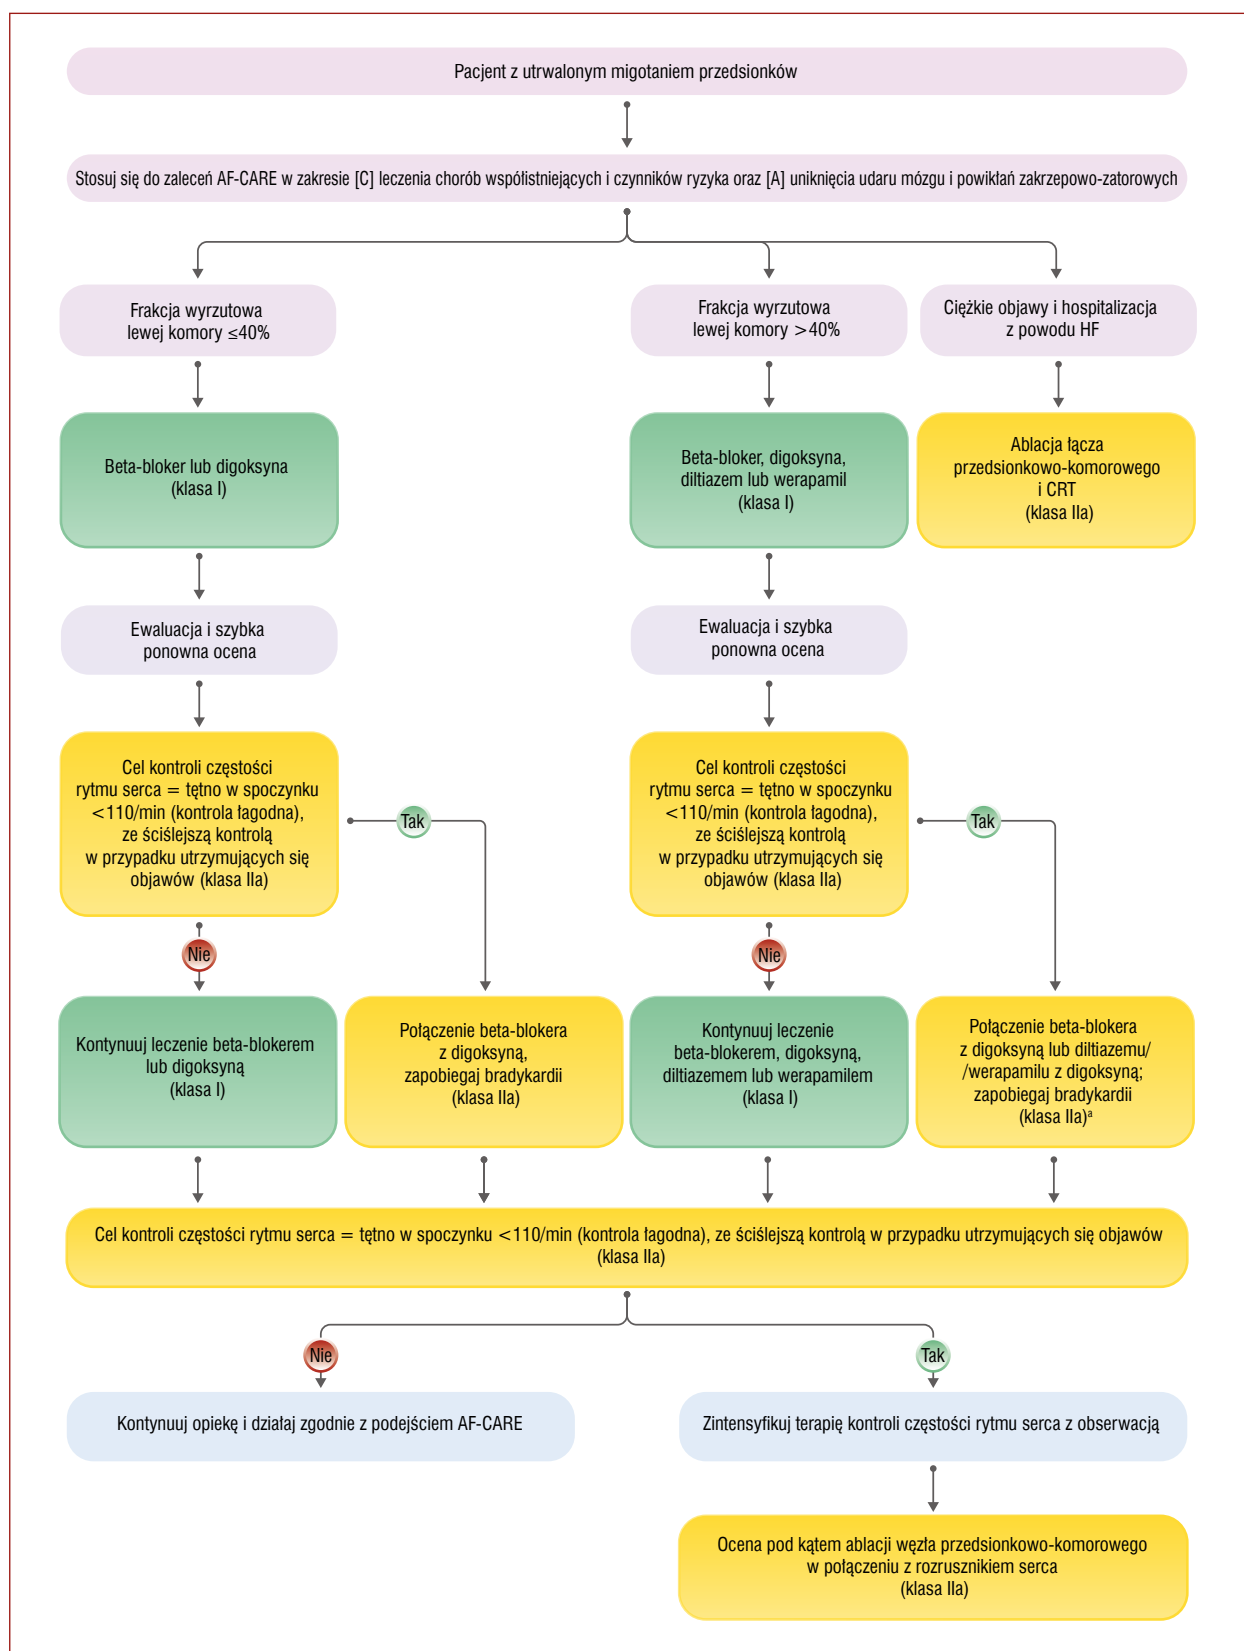 Pacjent z utrwalonym migotaniem przedsionków
Stosuj się do zaleceń AF-CARE w zakresie [C] leczenia chorób współistniejących i czynników ryzyka oraz [A] uniknięcia udaru mózgu i powikłań zakrzepowo-zatorowych
Frakcja wyrzutowa
lewej komory ≤40%
Frakcja wyrzutowa
lewej komory >40%
Ciężkie objawy i hospitalizacja
z powodu HF
Beta-bloker lub digoksyna
(klasa I)
Beta-bloker, digoksyna,
diltiazem lub werapamil
(klasa I)
Ablacja łącza
przedsionkowo-komorowego
i CRT
(klasa IIa)
Ewaluacja i szybka
ponowna ocena
Ewaluacja i szybka
ponowna ocena
Cel kontroli częstości
rytmu serca = tętno w spoczynku
<110/min (kontrola łagodna),
ze ściślejszą kontrolą
w przypadku utrzymujących się
objawów (klasa IIa)
Tak
Cel kontroli częstości
rytmu serca = tętno w spoczynku
<110/min (kontrola łagodna),
ze ściślejszą kontrolą
w przypadku utrzymujących się
objawów (klasa IIa)
Tak
Nie
Nie
Kontynuuj leczenie beta-blokerem
lub digoksyną
(klasa I)
Połączenie beta-blokera
z digoksyną,
zapobiegaj bradykardii
(klasa IIa)
Kontynuuj leczenie
beta-blokerem, digoksyną,
diltiazemem lub werapamilem
(klasa I)
Połączenie beta-blokera
z digoksyną lub diltiazemu/
/werapamilu z digoksyną;
zapobiegaj bradykardii
(klasa IIa)ª
Cel kontroli częstości rytmu serca = tętno w spoczynku <110/min (kontrola łagodna), ze ściślejszą kontrolą w przypadku utrzymujących się objawów
(klasa IIa)
Nie
Tak
Kontynuuj opiekę i działaj zgodnie z podejściem AF-CARE
Zintensyfikuj terapię kontroli częstości rytmu serca z obserwacją
Ocena pod kątem ablacji węzła przedsionkowo-komorowego
w połączeniu z rozrusznikiem serca
(klasa IIa)